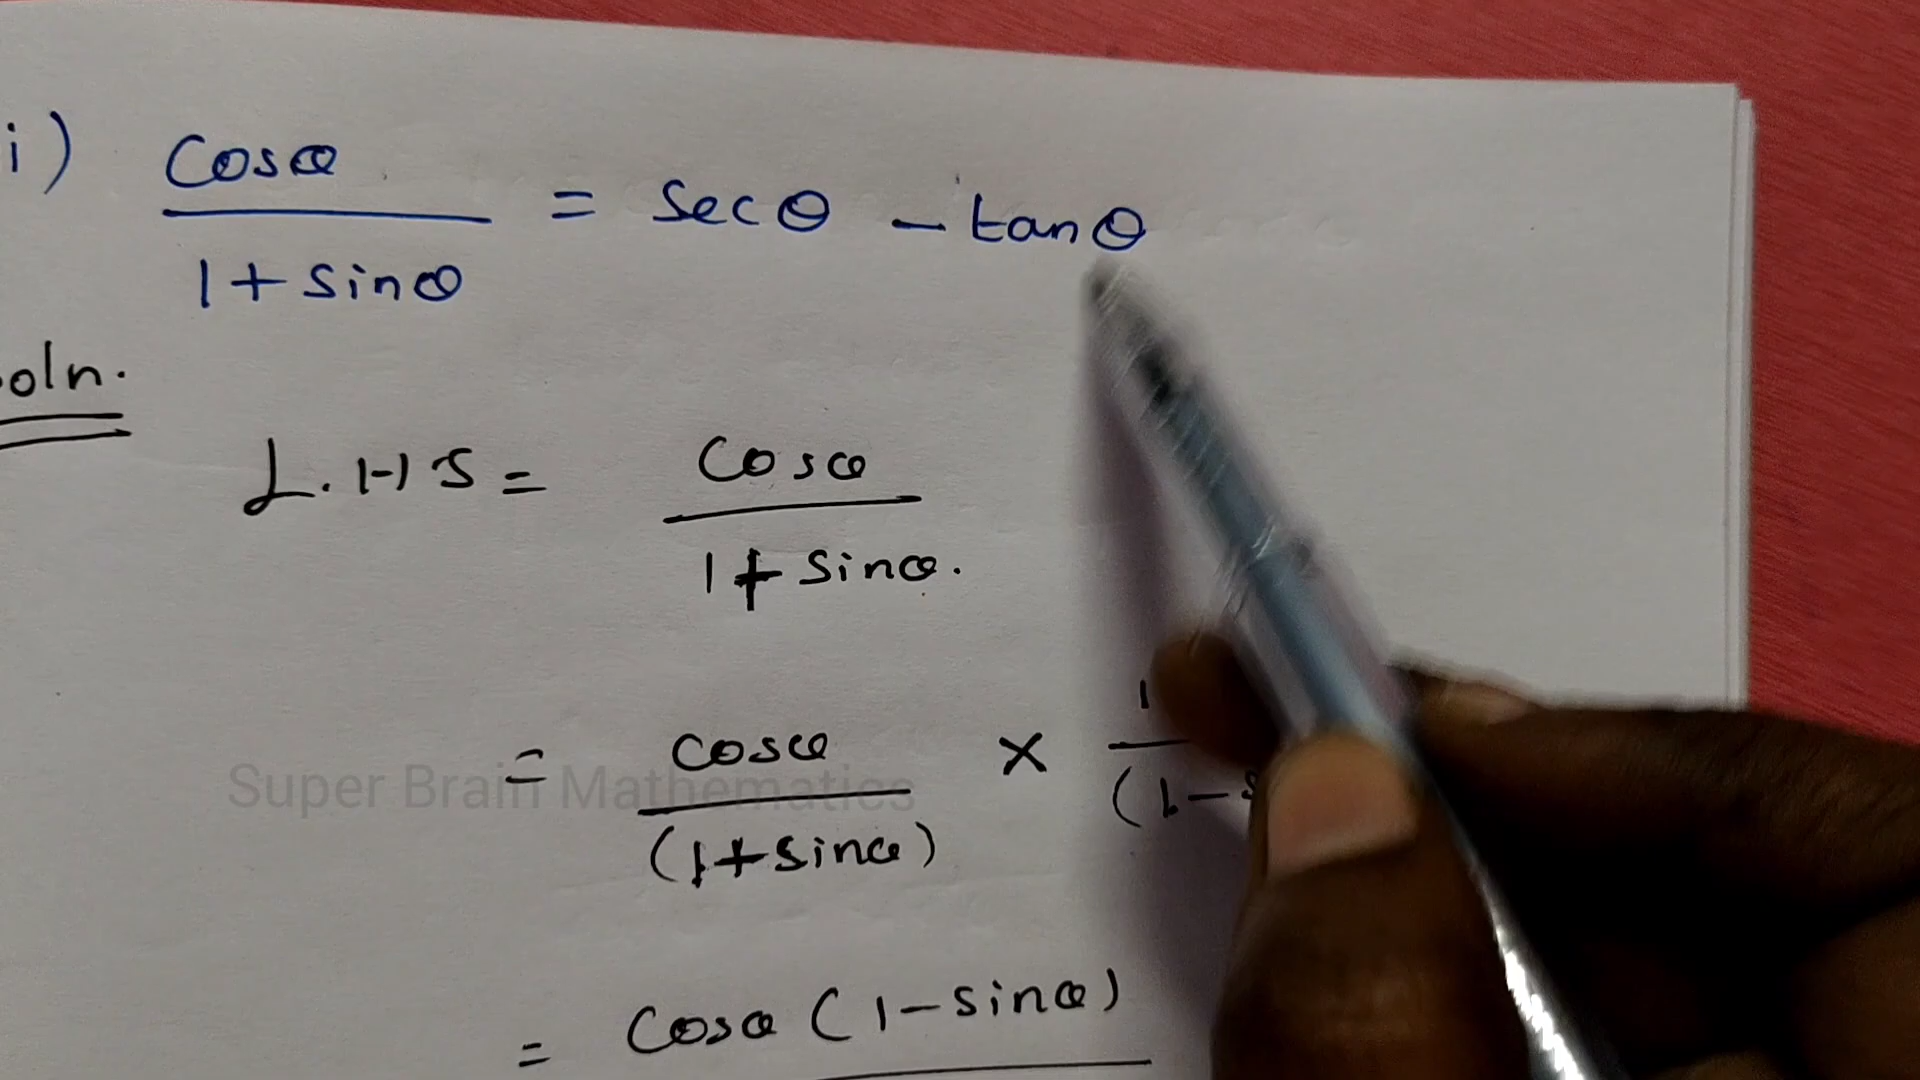 i) cosθ / 1+sinθ = secθ - tanθ
oln.
L.H.S = cosθ / 1+sinθ.
= cosθ / (1+sinθ) × 1 / (1-s
Super Brain Mathematics
= cosθ (1-sinθ)